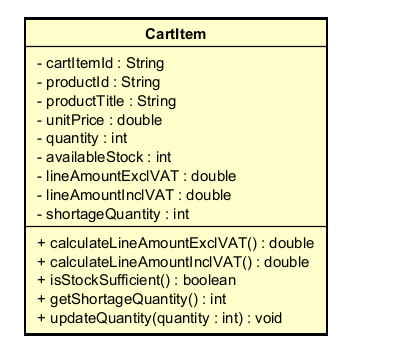 CartItem
- cartItemId : String
- productId : String
- productTitle : String
- unitPrice : double
- quantity : int
- availableStock : int
- lineAmountExclVAT : double
- lineAmountInclVAT : double
- shortageQuantity : int
+ calculateLineAmountExclVAT() : double
+ calculateLineAmountInclVAT() : double
+ isStockSufficient() : boolean
+ getShortageQuantity() : int
+ updateQuantity(quantity : int) : void